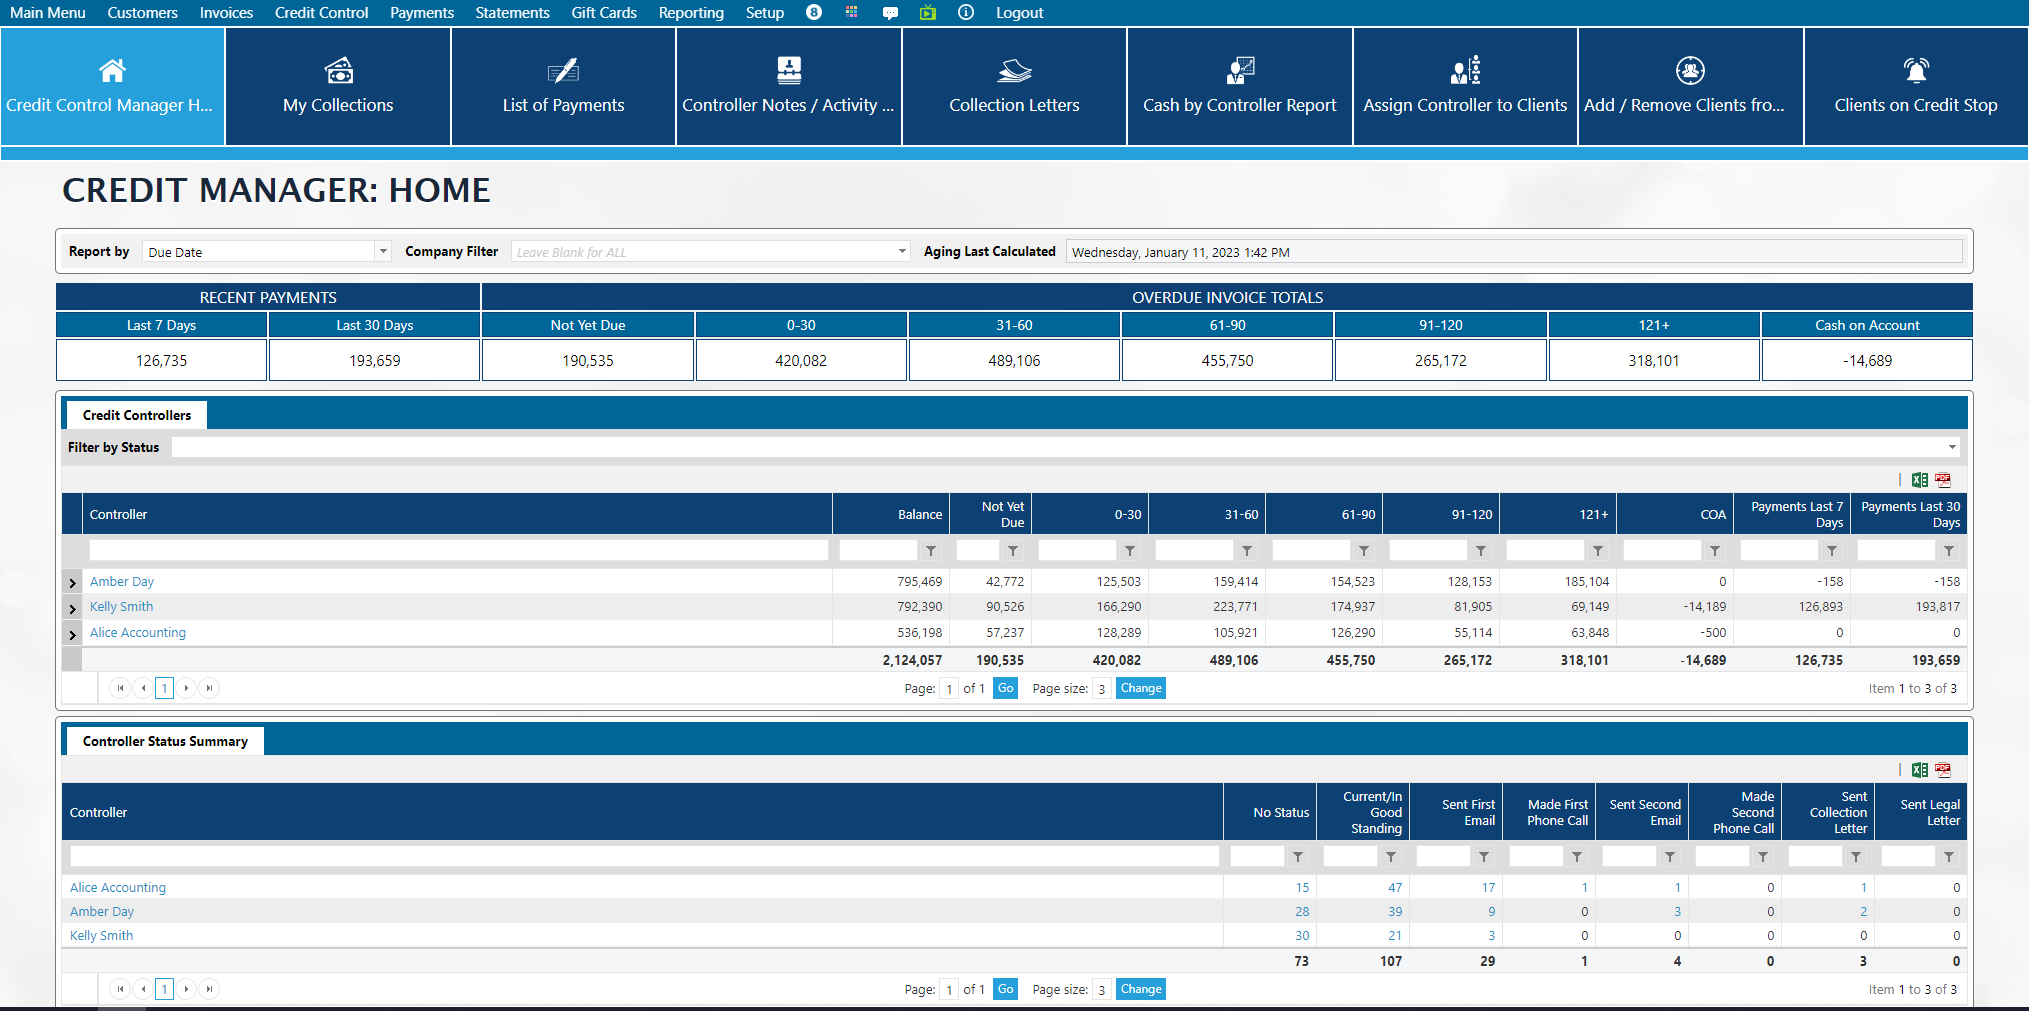 Main Menu Customers Invoices Credit Control Payments Statements Gift Cards Reporting Setup 8 Logout
Credit Control Manager H... My Collections List of Payments Controller Notes / Activity ... Collection Letters Cash by Controller Report Assign Controller to Clients Add / Remove Clients fro... Clients on Credit Stop
CREDIT MANAGER: HOME
Report by Due Date Company Filter Leave Blank for ALL Aging Last Calculated Wednesday, January 11, 2023 1:42 PM
RECENT PAYMENTS OVERDUE INVOICE TOTALS
Last 7 Days Last 30 Days Not Yet Due 0-30 31-60 61-90 91-120 121+ Cash on Account
126,735 193,659 190,535 420,082 489,106 455,750 265,172 318,101 -14,689
Credit Controllers
Filter by Status
PDF
Controller Balance Not Yet Due 0-30 31-60 61-90 91-120 121+ COA Payments Last 7 Days Payments Last 30 Days
Amber Day 795,469 42,772 125,503 159,414 154,523 128,153 185,104 0 -158 -158
Kelly Smith 792,390 90,526 166,290 223,771 174,937 81,905 69,149 -14,189 126,893 193,817
Alice Accounting 536,198 57,237 128,289 105,921 126,290 55,114 63,848 -500 0 0
2,124,057 190,535 420,082 489,106 455,750 265,172 318,101 -14,689 126,735 193,659
1 Page: 1 of 1 Go Page size: 3 Change Item 1 to 3 of 3
Controller Status Summary
PDF
Controller No Status Current/In Good Standing Sent First Email Made First Phone Call Sent Second Email Made Second Phone Call Sent Collection Letter Sent Legal Letter
Alice Accounting 15 47 17 1 1 0 1 0
Amber Day 28 39 9 0 3 0 2 0
Kelly Smith 30 21 3 0 0 0 0 0
73 107 29 1 4 0 3 0
1 Page: 1 of 1 Go Page size: 3 Change Item 1 to 3 of 3